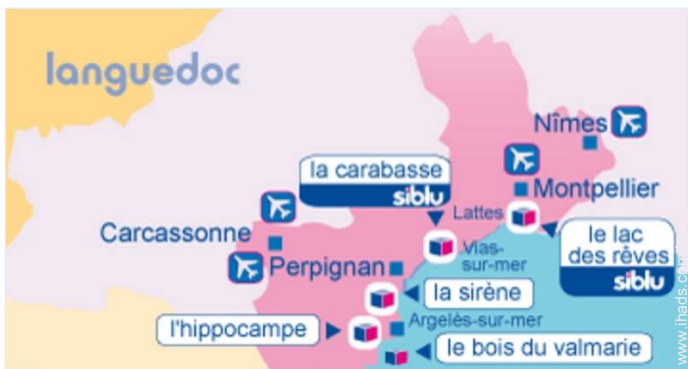 languedoc
Nîmes
la carabasse
siblu
Montpellier
Lattes
Carcassonne
le lac
des rêves
siblu
Vias-
sur-mer
Perpignan
la sirène
l'hippocampe
Argelès-sur-mer
le bois du valmarie
www.ihads.com